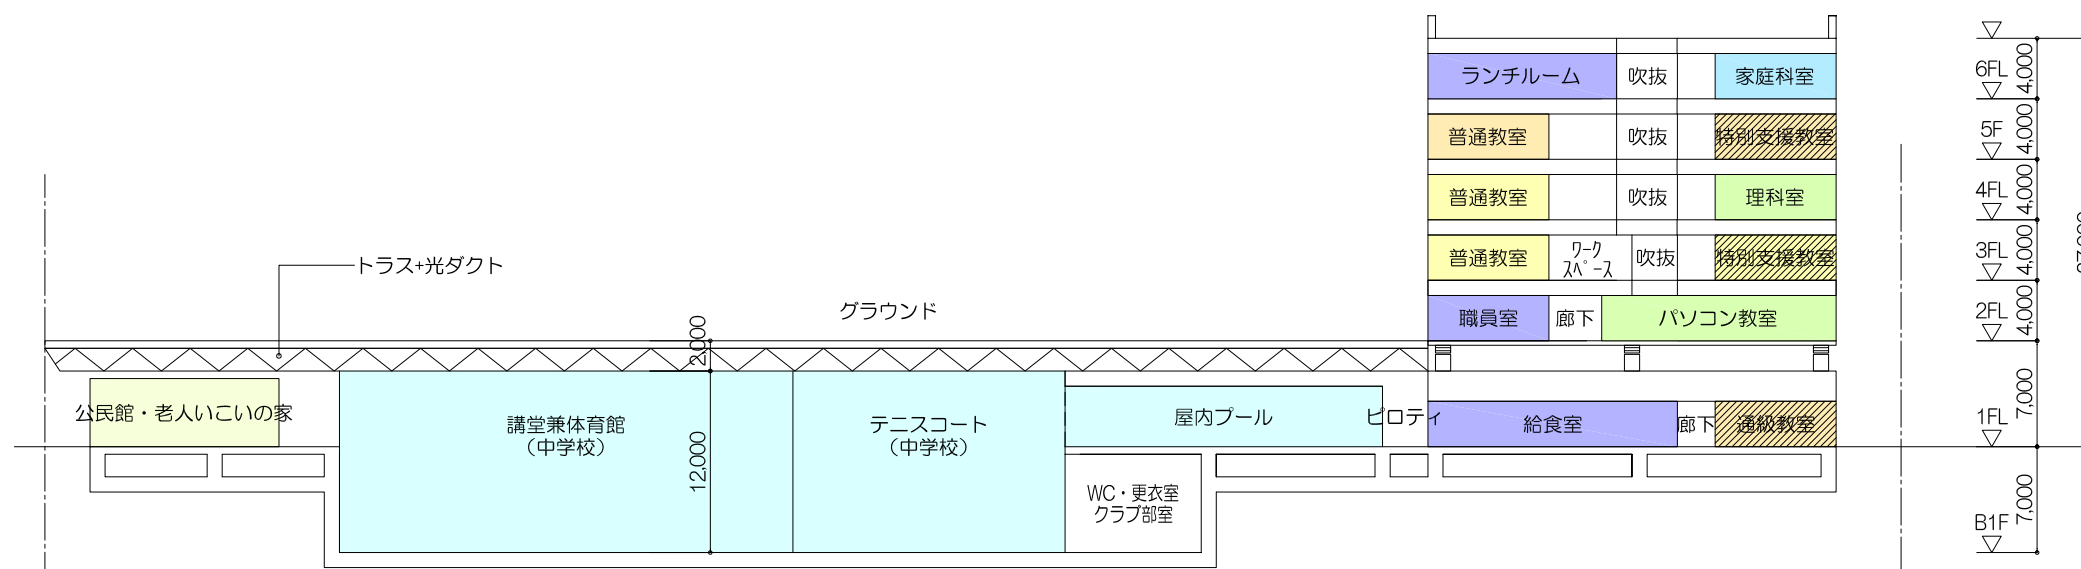 ランチルーム
吹抜
家庭科室
6FL
4,000
普通教室
吹抜
特別支援教室
5F
4,000
普通教室
吹抜
理科室
4FL
4,000
普通教室
ワーク
スペース
吹抜
特別支援教室
3FL
4,000
トラス+光ダクト
グラウンド
職員室
廊下
パソコン教室
2FL
4,000
2,000
公民館・老人いこいの家
講堂兼体育館
(中学校)
テニスコート
(中学校)
屋内プール
ピロティ
給食室
廊下
通級教室
1FL
7,000
12,000
WC・更衣室
クラブ部室
B1F
7,000